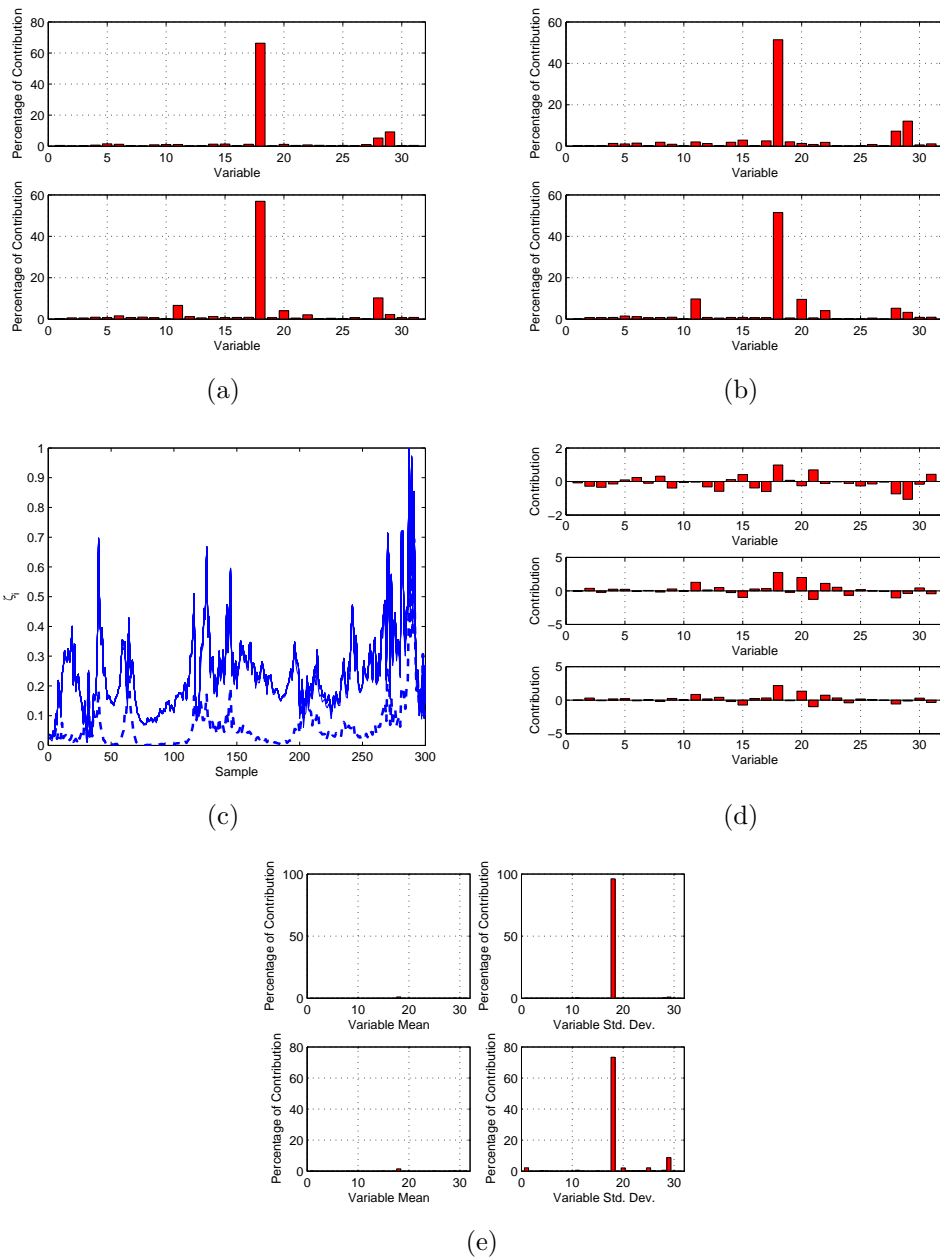 80
60
40
20
0
0 5 10 15 20 25 30
Variable
Percentage of Contribution
60
40
20
0
0 5 10 15 20 25 30
Variable
Percentage of Contribution
(a)
60
40
20
0
0 5 10 15 20 25 30
Variable
Percentage of Contribution
60
40
20
0
0 5 10 15 20 25 30
Variable
Percentage of Contribution
(b)
1
0.9
0.8
0.7
0.6
0.5
0.4
0.3
0.2
0.1
0
0 50 100 150 200 250 300
Sample
ζi
(c)
2
0
−2
0 5 10 15 20 25 30
Variable
Contribution
5
0
−5
0 5 10 15 20 25 30
Variable
Contribution
5
0
−5
0 5 10 15 20 25 30
Variable
Contribution
(d)
100
50
0
0 10 20 30
Variable Mean
Percentage of Contribution
100
50
0
0 10 20 30
Variable Std. Dev.
Percentage of Contribution
80
60
40
20
0
0 10 20 30
Variable Mean
Percentage of Contribution
80
60
40
20
0
0 10 20 30
Variable Std. Dev.
Percentage of Contribution
(e)